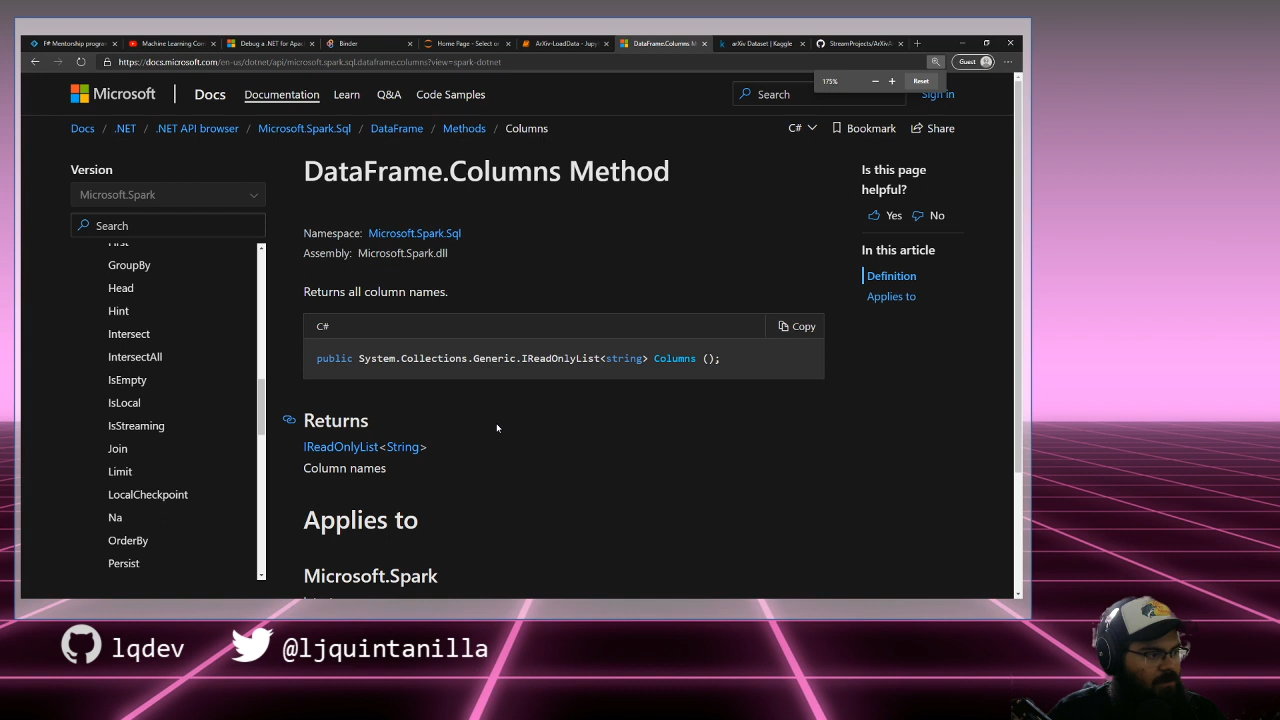 F# Mentorship progra
Machine Learning Con
Debug a .NET for Apac
Binder
Home Page - Select or
ArXiv-LoadData - Jupyt
DataFrame.Columns M
arXiv Dataset | Kaggle
StreamProjects/ArXivA
https://docs.microsoft.com/en-us/dotnet/api/microsoft.spark.sql.dataframe.columns?view=spark-dotnet
Guest
175%
Reset
Microsoft
Docs
Documentation
Learn
Q&A
Code Samples
Search
Sign in
Docs / .NET / .NET API browser / Microsoft.Spark.Sql / DataFrame / Methods / Columns
C#
Bookmark
Share
Version
Microsoft.Spark
Search
First
GroupBy
Head
Hint
Intersect
IntersectAll
IsEmpty
IsLocal
IsStreaming
Join
Limit
LocalCheckpoint
Na
OrderBy
Persist
DataFrame.Columns Method
Namespace: Microsoft.Spark.Sql
Assembly: Microsoft.Spark.dll
Returns all column names.
C#
Copy
public System.Collections.Generic.IReadOnlyList<string> Columns ();
Returns
IReadOnlyList<String>
Column names
Applies to
Microsoft.Spark
Is this page
helpful?
Yes
No
In this article
Definition
Applies to
lqdev
@ljquintanilla